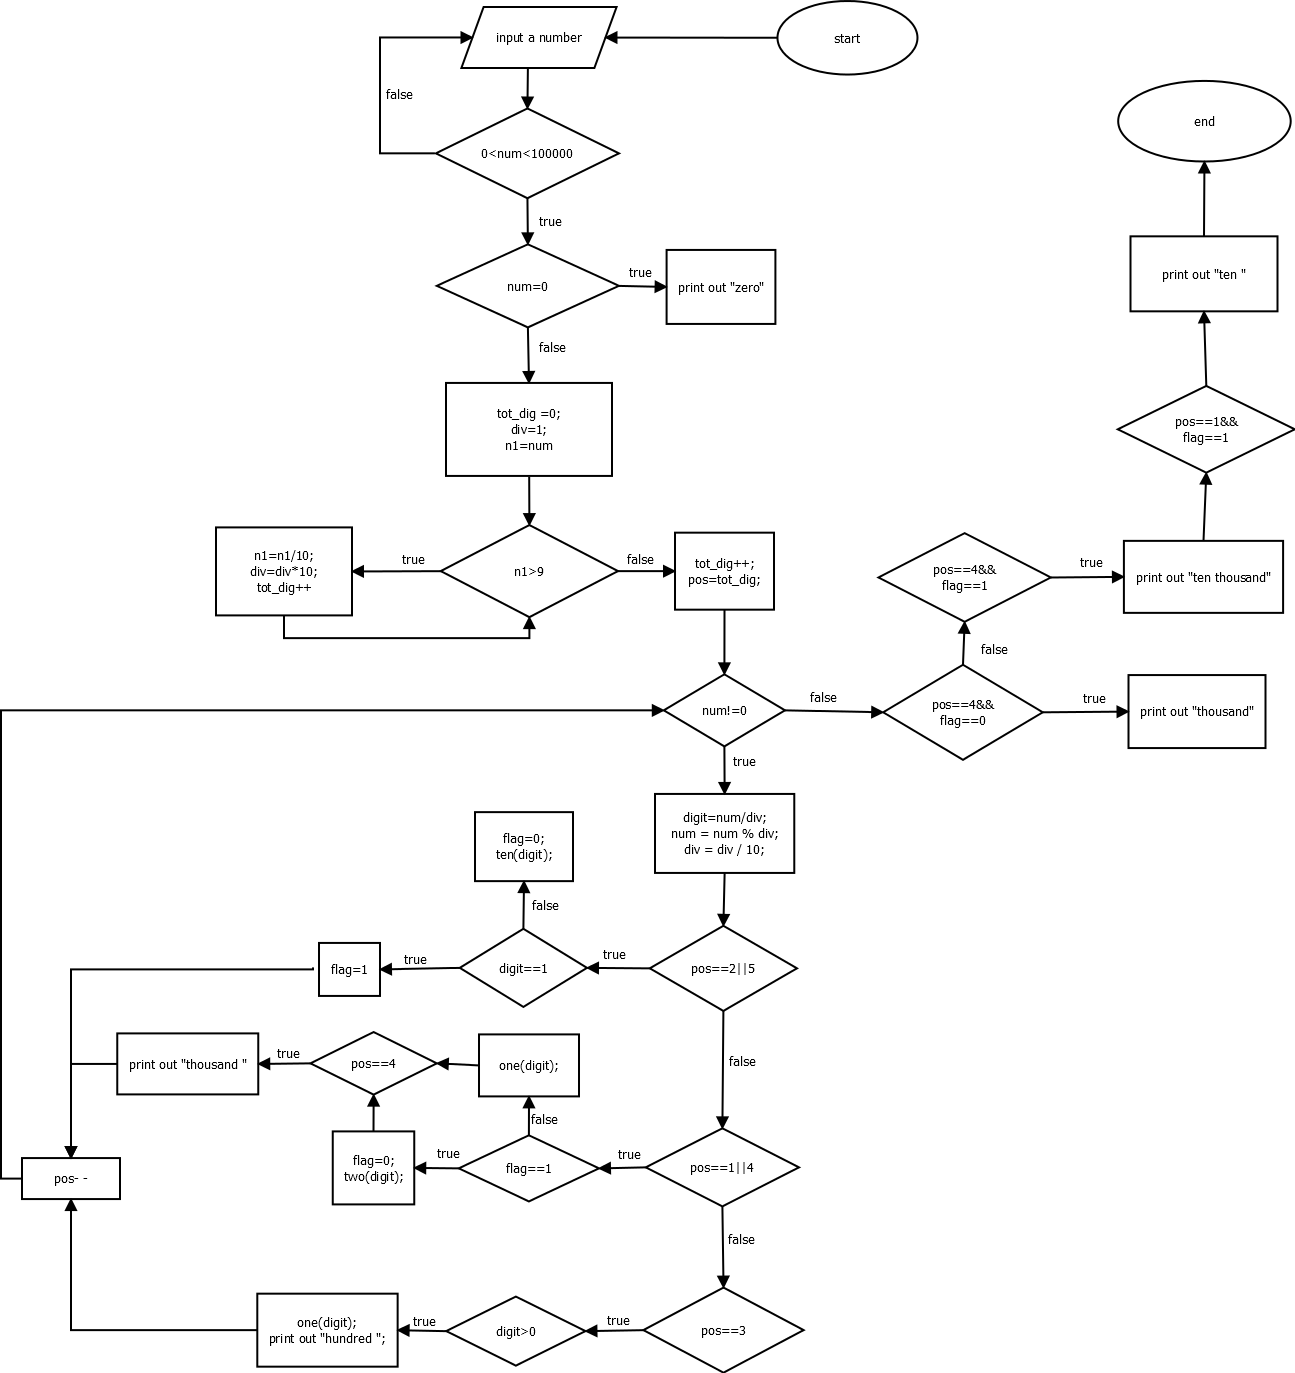 start
input a number
false
0<num<100000
end
true
num=0
true
print out "zero"
print out "ten "
false
tot_dig =0;
div=1;
n1=num
pos==1&&
flag==1
n1=n1/10;
div=div*10;
tot_dig++
true
n1>9
false
tot_dig++;
pos=tot_dig;
pos==4&&
flag==1
true
print out "ten thousand"
false
num!=0
false
pos==4&&
flag==0
true
print out "thousand"
true
digit=num/div;
num = num % div;
div = div / 10;
flag=0;
ten(digit);
false
flag=1
true
digit==1
true
pos==2||5
false
print out "thousand "
true
pos==4
one(digit);
false
flag=0;
two(digit);
true
flag==1
true
pos==1||4
pos- -
false
one(digit);
print out "hundred ";
true
digit>0
true
pos==3